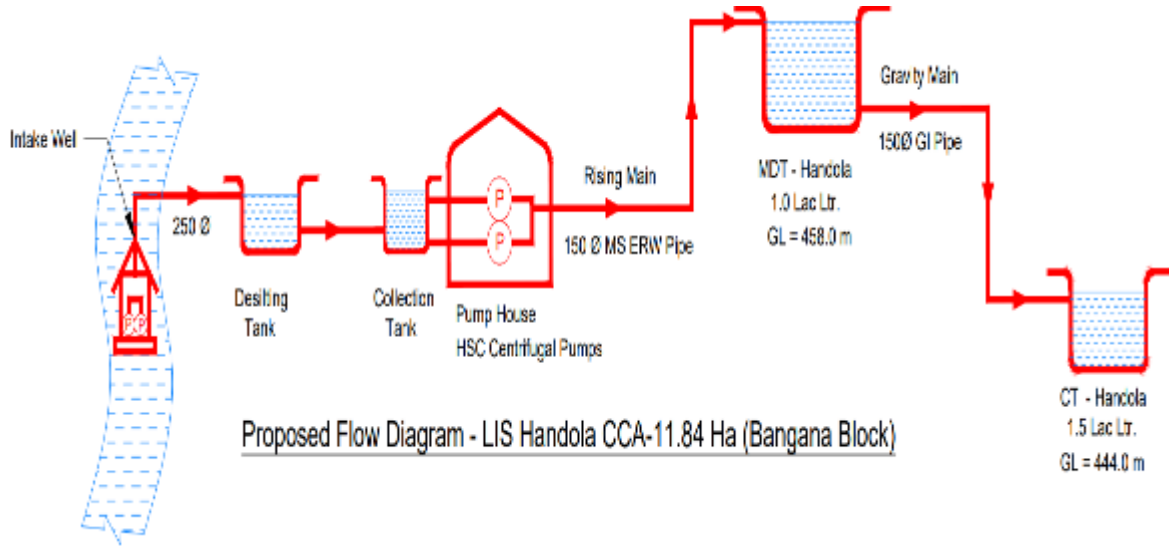 Intake Well
250 Ø
Desilting
Tank
Collection
Tank
P
P
Pump House
HSC Centrifugal Pumps
Rising Main
150 Ø MS ERW Pipe
MDT - Handola
1.0 Lac Ltr.
GL = 458.0 m
Gravity Main
150Ø GI Pipe
CT - Handola
1.5 Lac Ltr.
GL = 444.0 m
P P
Proposed Flow Diagram - LIS Handola CCA-11.84 Ha (Bangana Block)